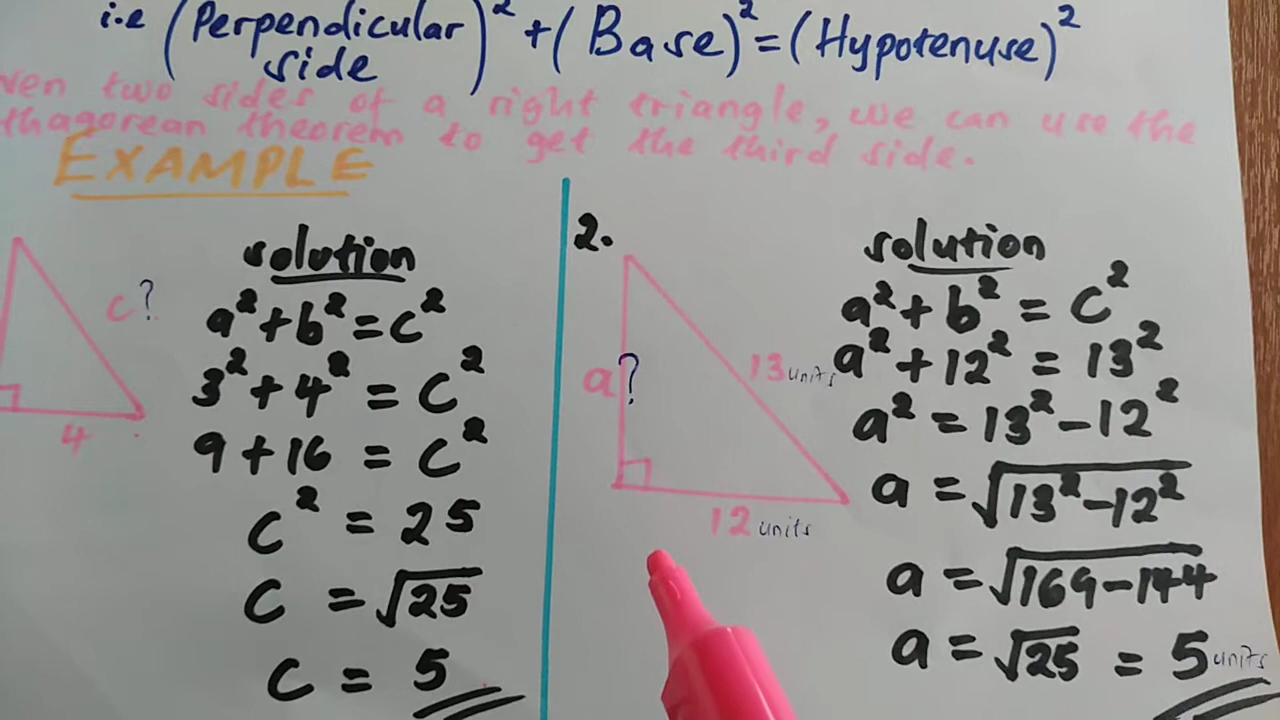 i.e (Perpendicular side)² + (Base)² = (Hypotenuse)²
ven two sides of a right triangle, we can use the
thagorean theorem to get the third side.
EXAMPLE
c?
4
solution
a² + b² = c²
3² + 4² = c²
9 + 16 = c²
c² = 25
c = √25
c = 5
2.
a?
13 units
12 units
solution
a² + b² = c²
a² + 12² = 13²
a² = 13² - 12²
a = √13² - 12²
a = √169 - 144
a = √25 = 5 units